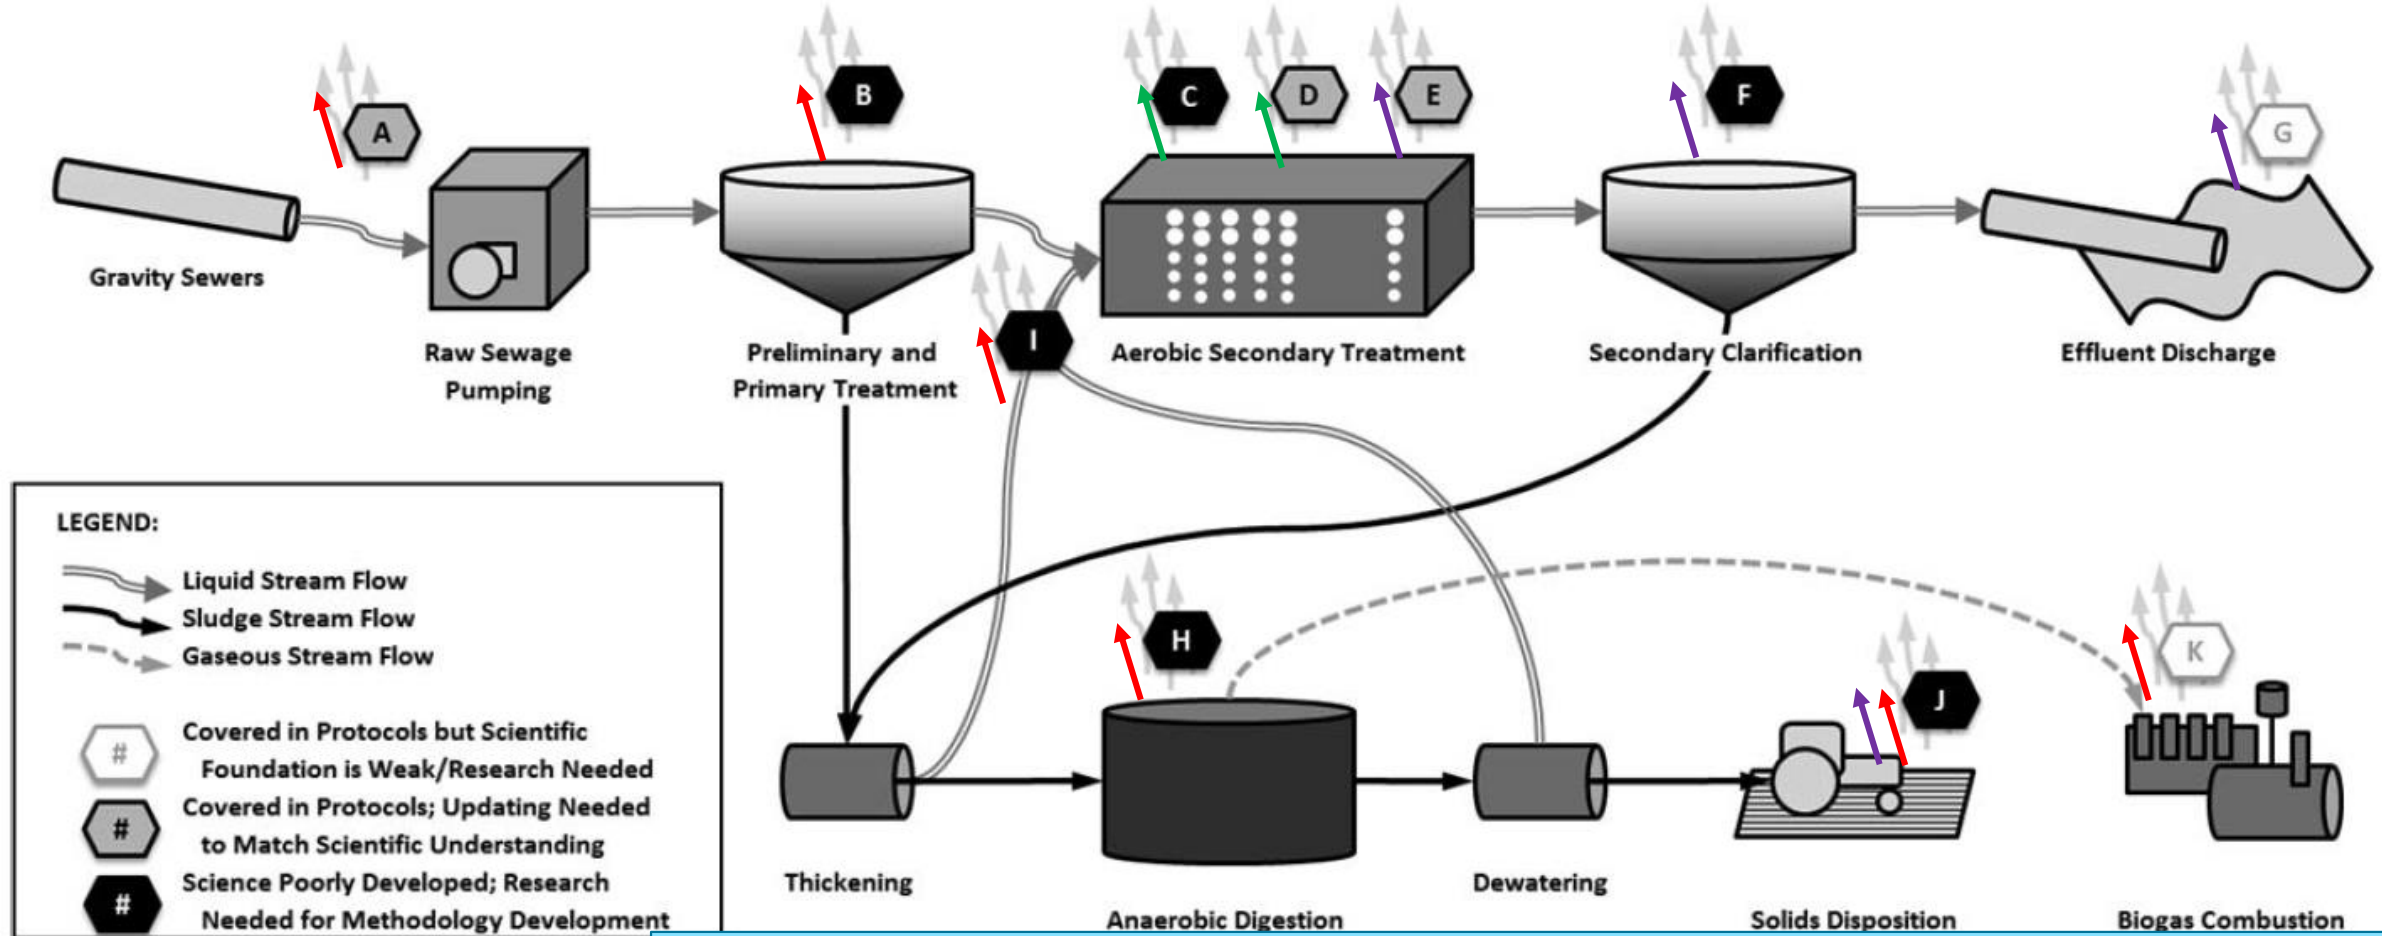 A
B
C
D
E
F
G
Gravity Sewers
Raw Sewage
Pumping
Preliminary and
Primary Treatment
I
Aerobic Secondary Treatment
Secondary Clarification
Effluent Discharge
LEGEND:
Liquid Stream Flow
Sludge Stream Flow
Gaseous Stream Flow
# Covered in Protocols but Scientific
Foundation is Weak/Research Needed
# Covered in Protocols; Updating Needed
to Match Scientific Understanding
# Science Poorly Developed; Research
Needed for Methodology Development
H
J
K
Thickening
Anaerobic Digestion
Dewatering
Solids Disposition
Biogas Combustion